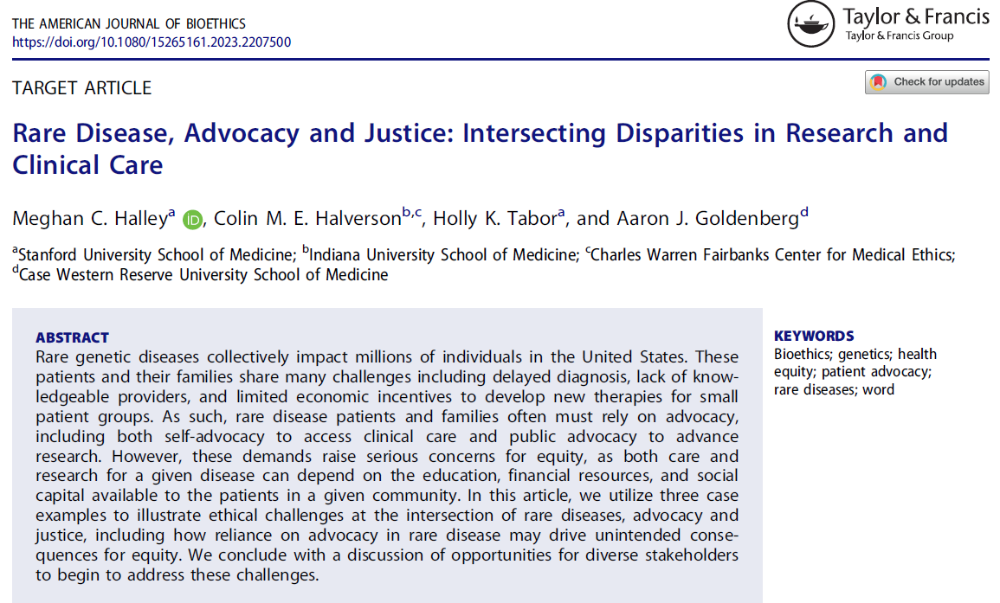 THE AMERICAN JOURNAL OF BIOETHICS
https://doi.org/10.1080/15265161.2023.2207500
Taylor & Francis
Taylor & Francis Group
TARGET ARTICLE
Check for updates
Rare Disease, Advocacy and Justice: Intersecting Disparities in Research and
Clinical Care
Meghan C. Halleya iD, Colin M. E. Halversonb,c, Holly K. Tabora, and Aaron J. Goldenbergd
aStanford University School of Medicine; bIndiana University School of Medicine; cCharles Warren Fairbanks Center for Medical Ethics;
dCase Western Reserve University School of Medicine
ABSTRACT
Rare genetic diseases collectively impact millions of individuals in the United States. These
patients and their families share many challenges including delayed diagnosis, lack of know-
ledgeable providers, and limited economic incentives to develop new therapies for small
patient groups. As such, rare disease patients and families often must rely on advocacy,
including both self-advocacy to access clinical care and public advocacy to advance
research. However, these demands raise serious concerns for equity, as both care and
research for a given disease can depend on the education, financial resources, and social
capital available to the patients in a given community. In this article, we utilize three case
examples to illustrate ethical challenges at the intersection of rare diseases, advocacy and
justice, including how reliance on advocacy in rare disease may drive unintended conse-
quences for equity. We conclude with a discussion of opportunities for diverse stakeholders
to begin to address these challenges.
KEYWORDS
Bioethics; genetics; health
equity; patient advocacy;
rare diseases; word